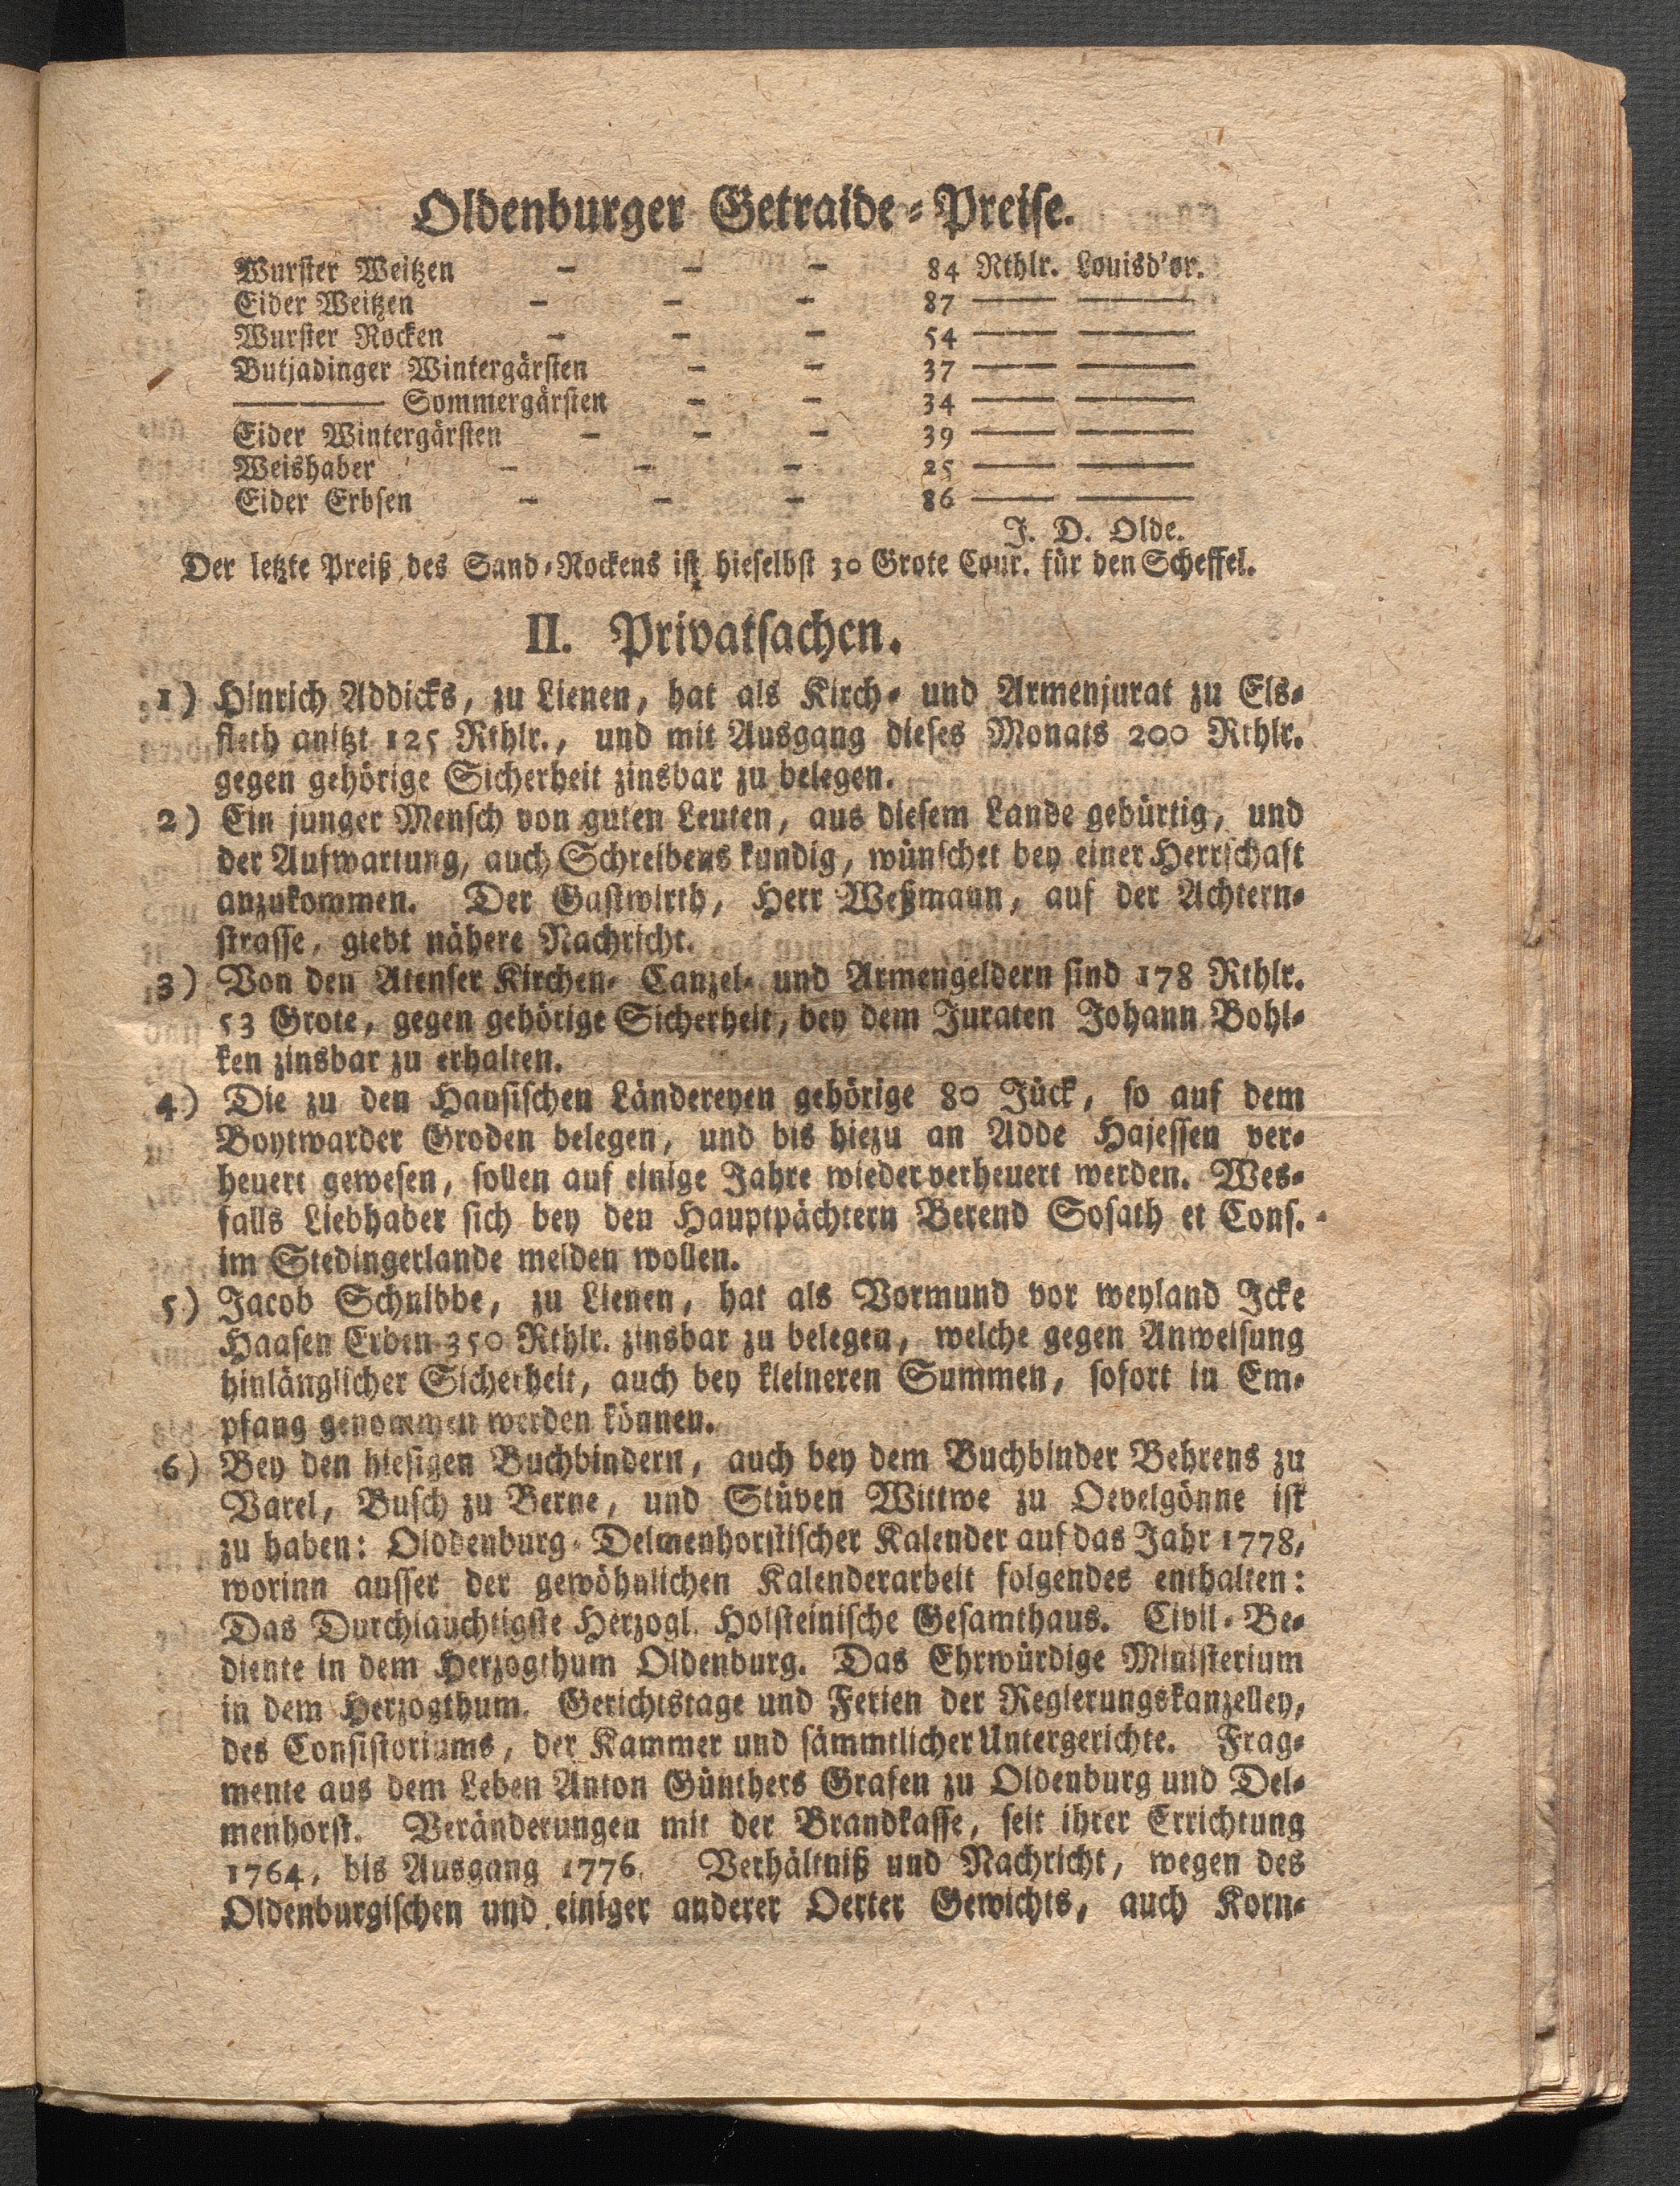 Oldenburger Getraide-Preise.
Wurster Weitzen - - - 84 Rthlr. Louisd'or.
Eider Weitzen - - - 87 — —
Wurster Rocken - - - 54 — —
Butjadinger Wintergärsten - - 37 — —
— — Sommergärsten - - 34 — —
Eider Wintergärsten - - - 39 — —
Weishaber - - - 25 — —
Eider Erbsen - - - 86 — —
J. D. Olde.
Der letzte Preiß des Sand-Rockens ist hieselbst 30 Grote Cour. für den Scheffel.
II. Privatsachen.
1) Hinrich Addicks, zu Lienen, hat als Kirch- und Armenjurat zu Els-
fleth anitzt 125 Rthlr., und mit Ausgang dieses Monats 200 Rthlr.
gegen gehörige Sicherheit zinsbar zu belegen.
2) Ein junger Mensch von guten Leuten, aus diesem Lande gebürtig, und
der Aufwartung, auch Schreibens kundig, wünschet bey einer Herrschaft
anzukommen. Der Gastwirth, Herr Weßmann, auf der Achtern-
strasse, giebt nähere Nachricht.
3) Von den Atenser Kirchen- Canzel- und Armengeldern sind 178 Rthlr.
53 Grote, gegen gehörige Sicherheit, bey dem Juraten Johann Bohl-
ken zinsbar zu erhalten.
4) Die zu den Hausischen Ländereyen gehörige 80 Jück, so auf dem
Boytwarder Groden belegen, und bis hiezu an Adde Hajessen ver-
heuert gewesen, sollen auf einige Jahre wieder verheuert werden. Wes-
falls Liebhaber sich bey den Hauptpächtern Berend Sosath et Cons.
im Stedingerlande melden wollen.
5) Jacob Schnibbe, zu Lienen, hat als Vormund vor weyland Icke
Haasen Erben 350 Rthlr. zinsbar zu belegen, welche gegen Anweisung
hinlänglicher Sicherheit, auch bey kleineren Summen, sofort in Em-
pfang genommen werden können.
6) Bey den hiesigen Buchbindern, auch bey dem Buchbinder Behrens zu
Varel, Busch zu Berne, und Stüven Wittwe zu Oevelgönne ist
zu haben: Olddenburg-Delmenhorstischer Kalender auf das Jahr 1778,
worinn ausser der gewöhnlichen Kalenderarbeit folgendes enthalten:
Das Durchlauchtigste Herzogl. Holsteinische Gesamthaus. Civil-Be-
diente in dem Herzogthum Oldenburg. Das Ehrwürdige Ministerium
in dem Herzogthum. Gerichtstage und Ferien der Regierungskanzelley,
des Consistoriums, der Kammer und sämmtlicher Untergerichte. Frag-
mente aus dem Leben Anton Günthers Grafen zu Oldenburg und Del-
menhorst. Veränderungen mit der Brandkasse, seit ihrer Errichtung
1764, bis Ausgang 1776. Verhältniß und Nachricht, wegen des
Oldenburgischen und einiger anderer Oerter Gewichts, auch Korn-